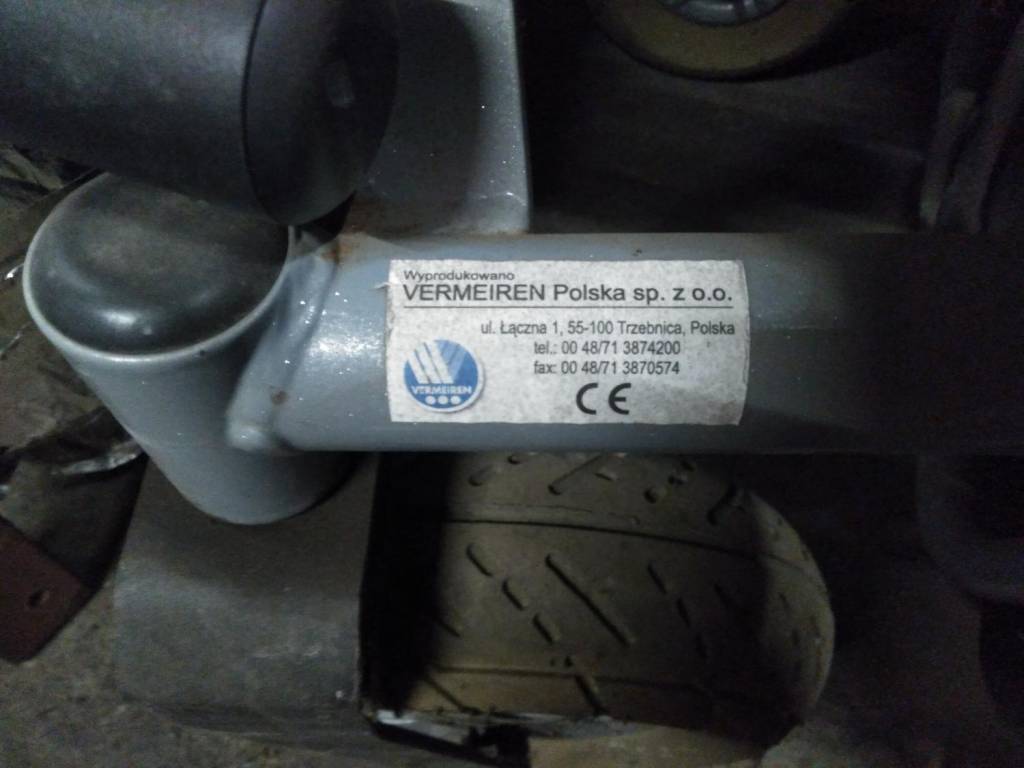 Wyprodukowano
VERMEIREN Polska sp. z o.o.
ul. Łączna 1, 55-100 Trzebnica, Polska
tel.: 00 48/71 3874200
fax: 00 48/71 3870574
VERMEIREN
CE